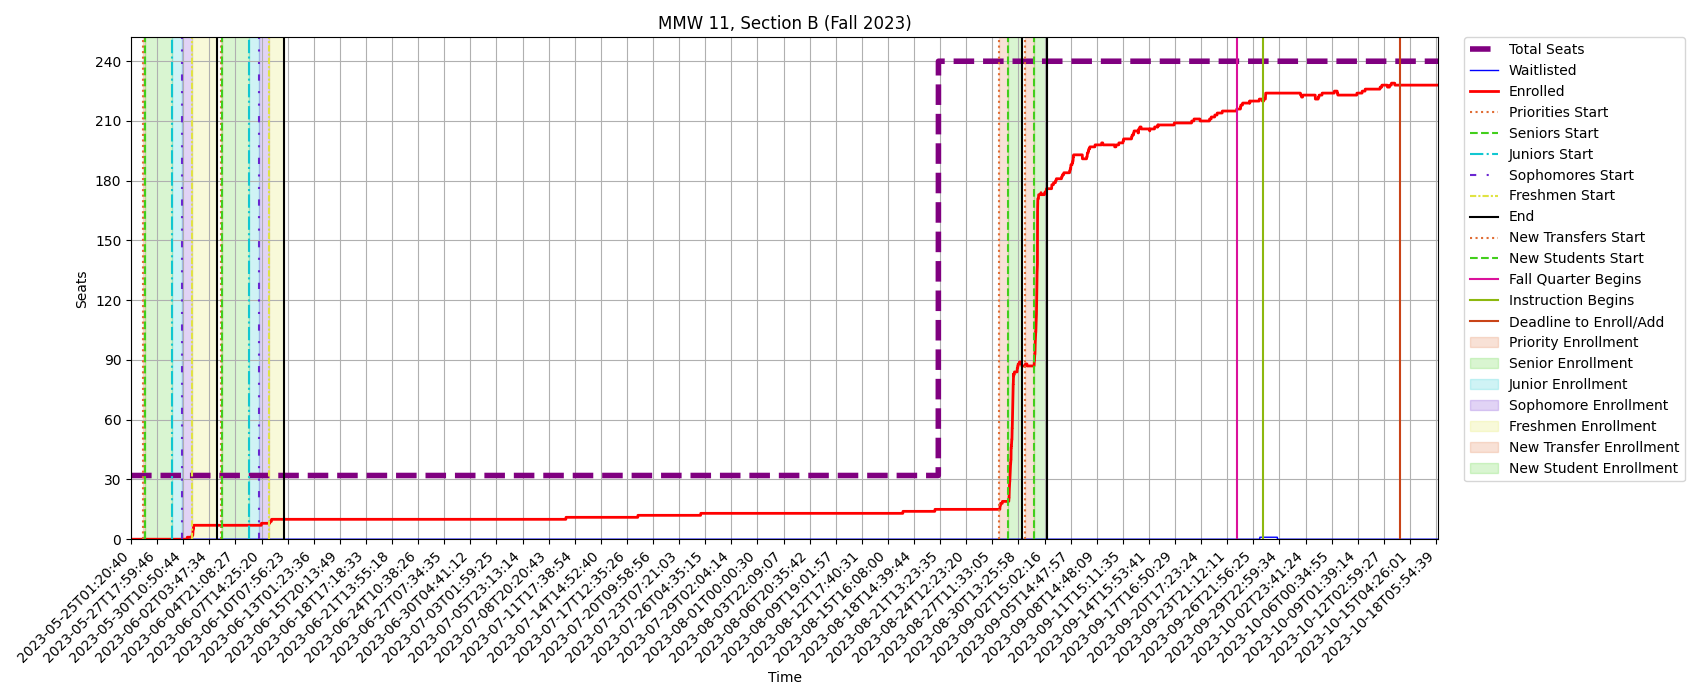 MMW 11, Section B (Fall 2023)
Seats
240
210
180
150
120
90
60
30
0
2023-05-25T01:20:40
2023-05-27T17:59:46
2023-05-30T10:50:44
2023-06-02T03:47:34
2023-06-04T21:08:27
2023-06-07T14:25:20
2023-06-10T07:56:23
2023-06-13T01:23:36
2023-06-15T20:13:49
2023-06-18T17:18:33
2023-06-21T13:55:18
2023-06-24T10:38:26
2023-06-27T07:34:35
2023-06-30T04:41:12
2023-07-03T01:59:25
2023-07-05T23:13:14
2023-07-08T20:20:43
2023-07-11T17:38:54
2023-07-14T14:52:40
2023-07-17T12:35:26
2023-07-20T09:58:56
2023-07-23T07:21:03
2023-07-26T04:35:15
2023-07-29T02:04:14
2023-08-01T00:00:30
2023-08-03T22:09:07
2023-08-06T20:35:42
2023-08-09T19:01:57
2023-08-12T17:40:31
2023-08-15T16:08:00
2023-08-18T14:39:44
2023-08-21T13:23:35
2023-08-24T12:23:20
2023-08-27T11:33:05
2023-08-30T13:25:58
2023-09-02T15:02:16
2023-09-05T14:47:57
2023-09-08T14:48:09
2023-09-11T15:11:35
2023-09-14T15:53:41
2023-09-17T16:50:29
2023-09-20T17:23:24
2023-09-23T21:12:11
2023-09-26T21:56:25
2023-09-29T22:59:34
2023-10-02T23:41:24
2023-10-06T00:34:55
2023-10-09T01:39:14
2023-10-12T02:59:27
2023-10-15T04:26:01
2023-10-18T05:54:39
Time
Total Seats
Waitlisted
Enrolled
Priorities Start
Seniors Start
Juniors Start
Sophomores Start
Freshmen Start
End
New Transfers Start
New Students Start
Fall Quarter Begins
Instruction Begins
Deadline to Enroll/Add
Priority Enrollment
Senior Enrollment
Junior Enrollment
Sophomore Enrollment
Freshmen Enrollment
New Transfer Enrollment
New Student Enrollment